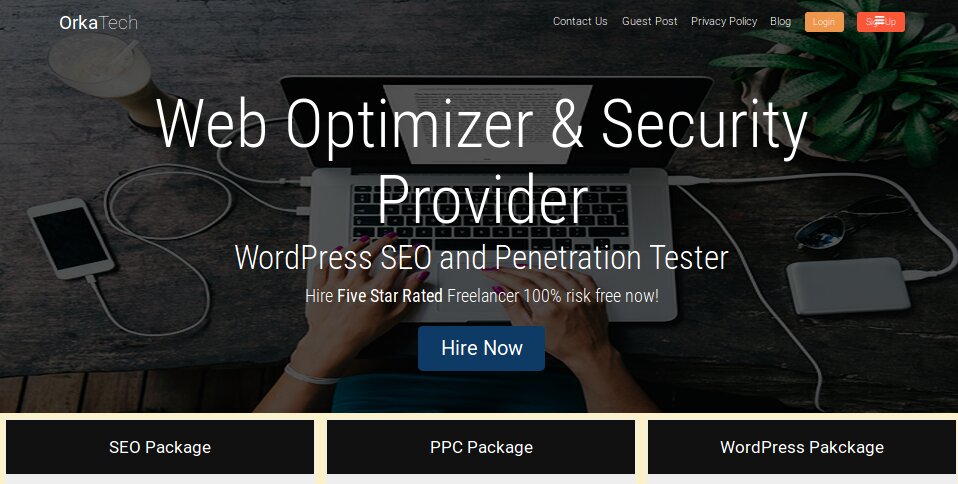 OrkaTech
Contact Us Guest Post Privacy Policy Blog Login Sign Up
Web Optimizer & Security
Provider
WordPress SEO and Penetration Tester
Hire Five Star Rated Freelancer 100% risk free now!
Hire Now
SEO Package PPC Package WordPress Pakckage